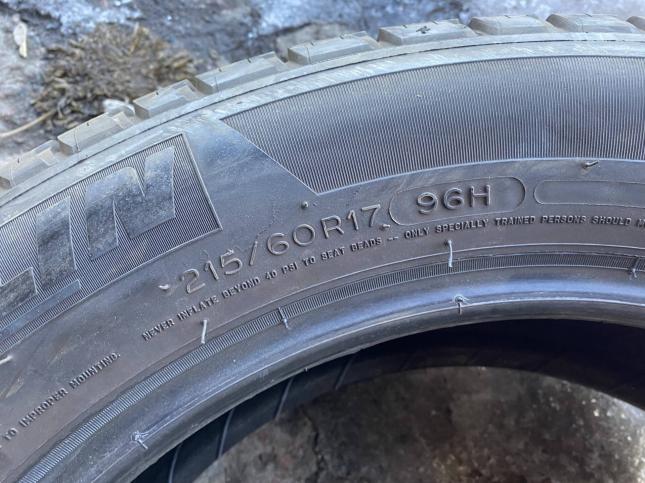 LIN
215/60R17 96H
NEVER INFLATE BEYOND 40 PSI TO SEAT BEADS -- ONLY SPECIALLY TRAINED PERSONS SHOULD M
TO IMPROPER MOUNTING.